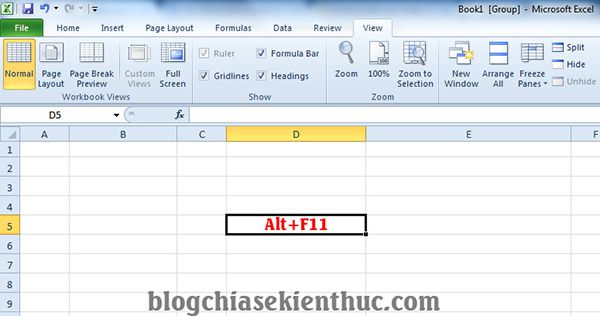 Book1 [Group] - Microsoft Excel
File Home Insert Page Layout Formulas Data Review View
Normal Page Layout Page Break Preview Custom Views Full Screen
Workbook Views
Ruler Formula Bar
Gridlines Headings
Show
Zoom 100% Zoom to Selection
Zoom
New Window Arrange All Freeze Panes Split
Hide
Unhide
D5 fx
A B C D E F
1
2
3
4
5 Alt+F11
6
7
8
9
blogchiasekienthuc.com